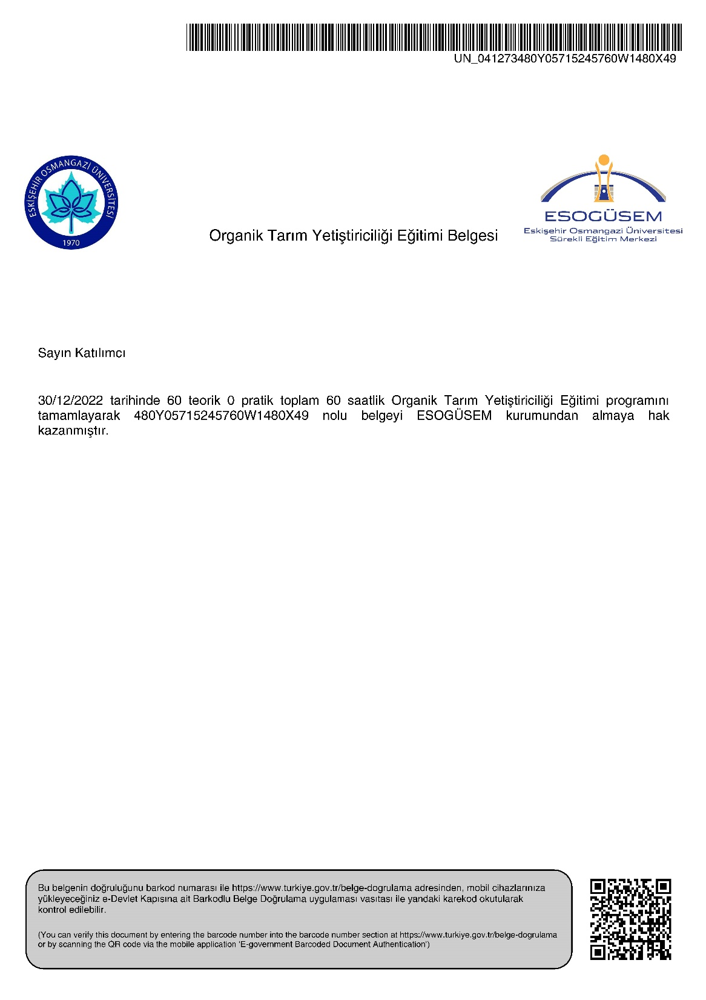 UN_041273480Y05715245760W1480X49
ESKİŞEHİR OSMANGAZİ ÜNİVERSİTESİ
1970
ESOGÜSEM
Eskişehir Osmangazi Üniversitesi
Sürekli Eğitim Merkezi
Organik Tarım Yetiştiriciliği Eğitimi Belgesi
Sayın Katılımcı
30/12/2022 tarihinde 60 teorik 0 pratik toplam 60 saatlik Organik Tarım Yetiştiriciliği Eğitimi programını
tamamlayarak 480Y05715245760W1480X49 nolu belgeyi ESOGÜSEM kurumundan almaya hak
kazanmıştır.
Bu belgenin doğruluğunu barkod numarası ile https://www.turkiye.gov.tr/belge-dogrulama adresinden, mobil cihazlarınıza
yükleyeceğiniz e-Devlet Kapısına ait Barkodlu Belge Doğrulama uygulaması vasıtası ile yandaki karekod okutularak
kontrol edilebilir.
(You can verify this document by entering the barcode number into the barcode number section at https://www.turkiye.gov.tr/belge-dogrulama
or by scanning the QR code via the mobile application 'E-government Barcoded Document Authentication')